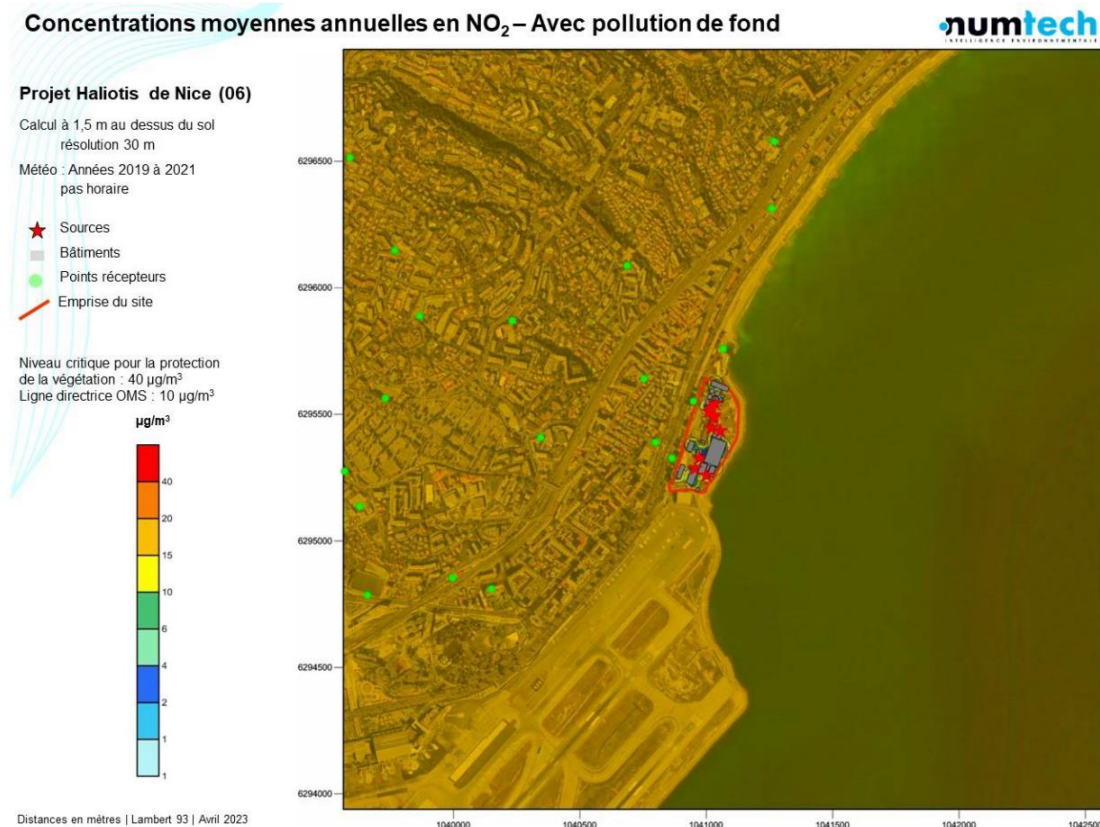 Concentrations moyennes annuelles en NO₂ – Avec pollution de fond
numtech
INTELLIGENCE ENVIRONNEMENTALE
Projet Haliotis de Nice (06)
Calcul à 1,5 m au dessus du sol
résolution 30 m
Météo : Années 2019 à 2021
pas horaire
Sources
Bâtiments
Points récepteurs
Emprise du site
Niveau critique pour la protection
de la végétation : 40 µg/m³
Ligne directrice OMS : 10 µg/m³
µg/m³
40
20
15
10
6
4
2
1
1
6296500
6296000
6295500
6295000
6294500
6294000
1040000
1040500
1041000
1041500
1042000
1042500
Distances en mètres | Lambert 93 | Avril 2023